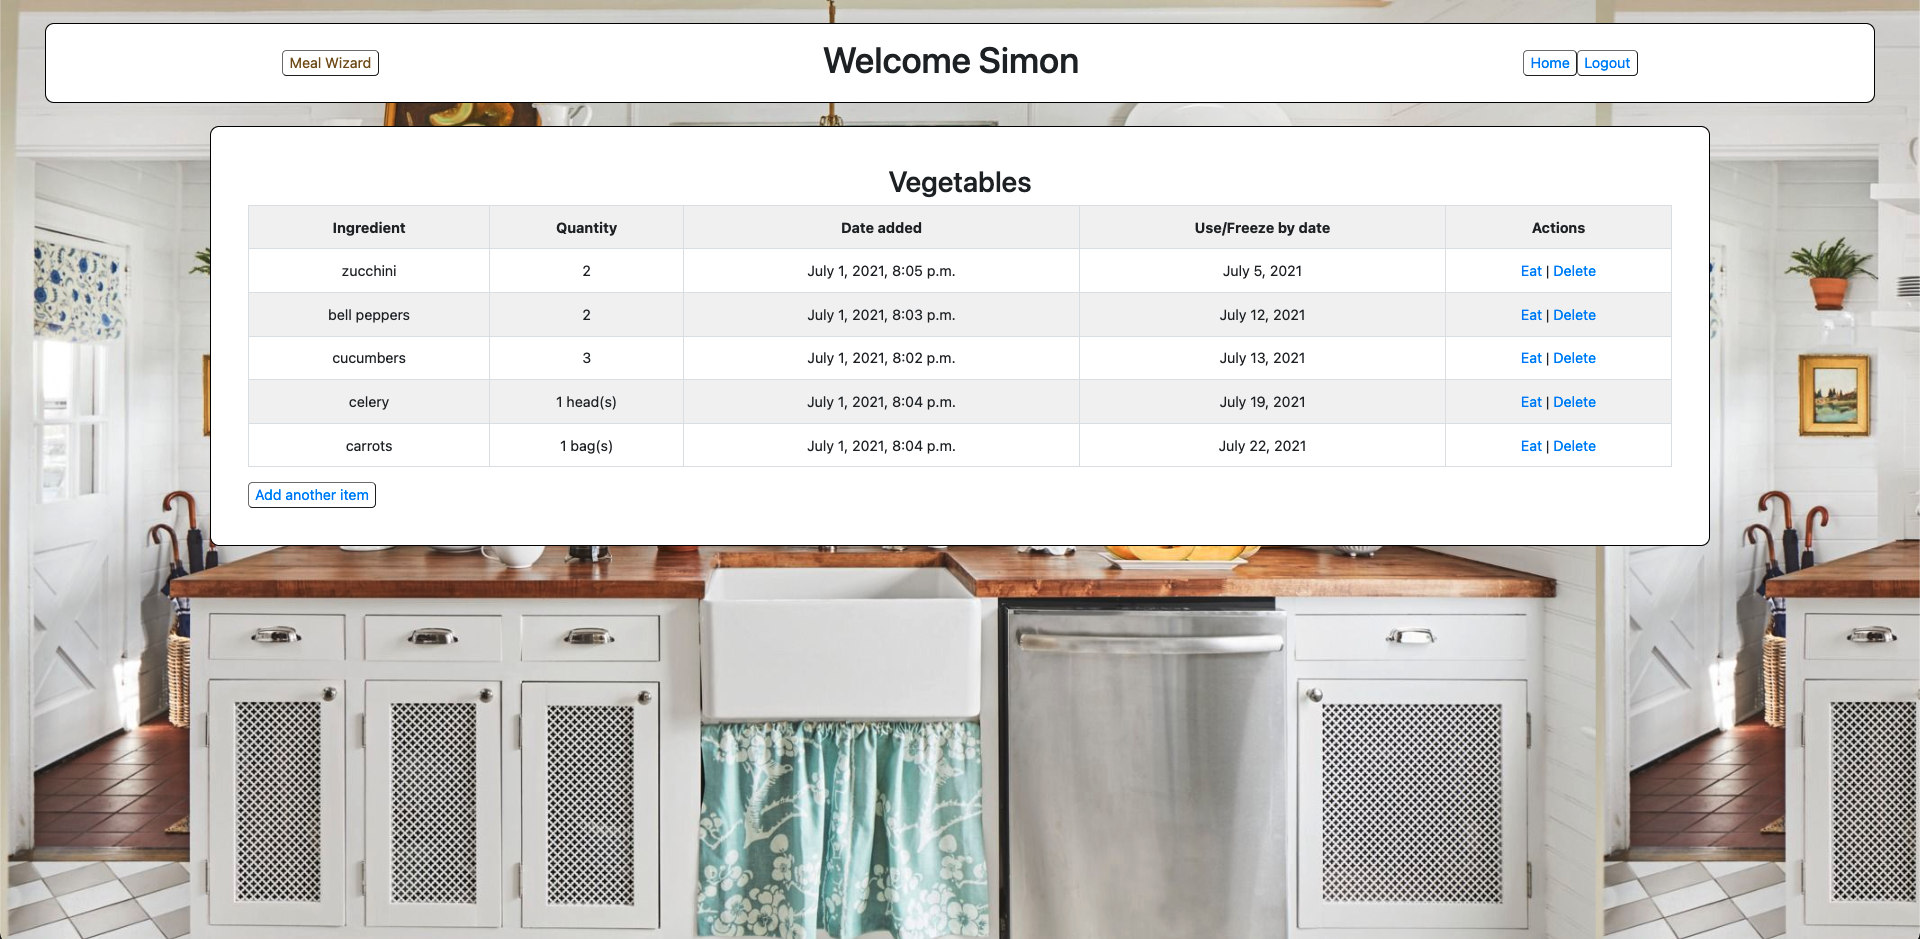 Meal Wizard Welcome Simon Home Logout
Vegetables
Ingredient Quantity Date added Use/Freeze by date Actions
zucchini 2 July 1, 2021, 8:05 p.m. July 5, 2021 Eat | Delete
bell peppers 2 July 1, 2021, 8:03 p.m. July 12, 2021 Eat | Delete
cucumbers 3 July 1, 2021, 8:02 p.m. July 13, 2021 Eat | Delete
celery 1 head(s) July 1, 2021, 8:04 p.m. July 19, 2021 Eat | Delete
carrots 1 bag(s) July 1, 2021, 8:04 p.m. July 22, 2021 Eat | Delete
Add another item